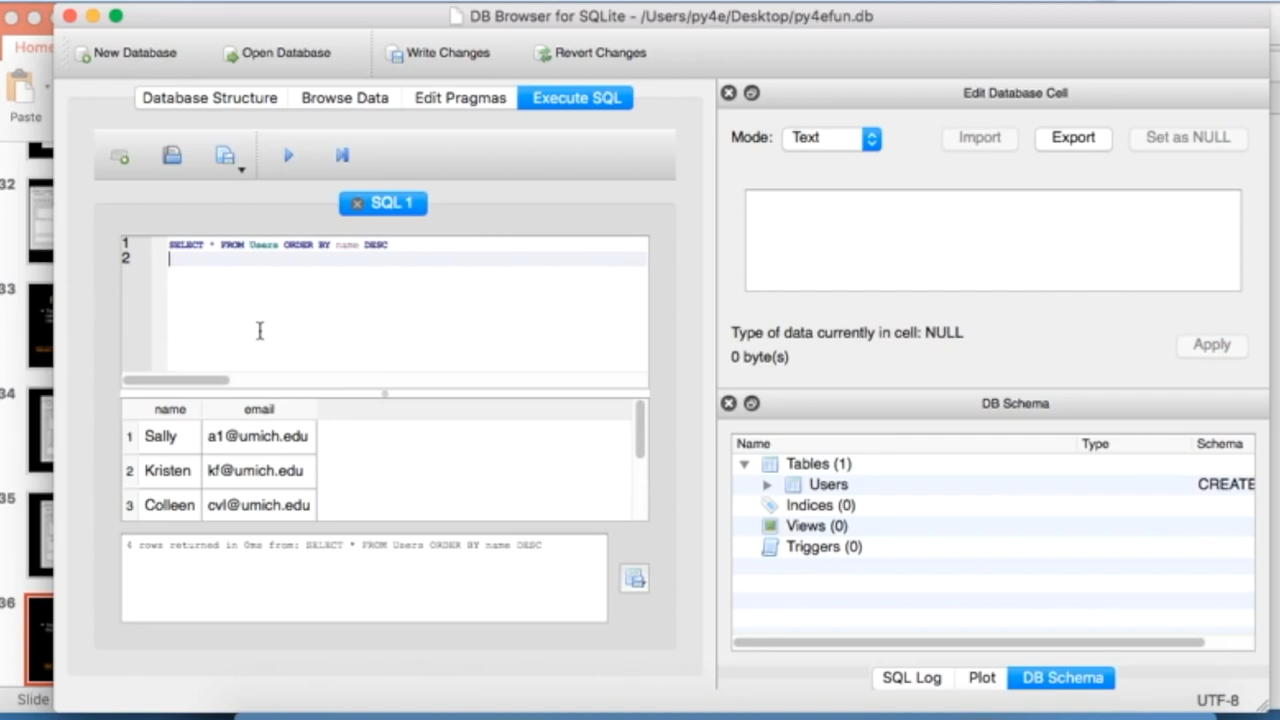 DB Browser for SQLite - /Users/py4e/Desktop/py4efun.db
Home
New Database
Open Database
Write Changes
Revert Changes
Paste
Database Structure
Browse Data
Edit Pragmas
Execute SQL
SQL 1
1 SELECT * FROM Users ORDER BY name DESC
2
name email
1 Sally a1@umich.edu
2 Kristen kf@umich.edu
3 Colleen cvl@umich.edu
4 rows returned in 0ms from: SELECT * FROM Users ORDER BY name DESC
Edit Database Cell
Mode: Text
Import
Export
Set as NULL
Type of data currently in cell: NULL
0 byte(s)
Apply
DB Schema
Name Type Schema
Tables (1)
Users CREATE
Indices (0)
Views (0)
Triggers (0)
SQL Log
Plot
DB Schema
UTF-8
32
33
34
35
36
Slide